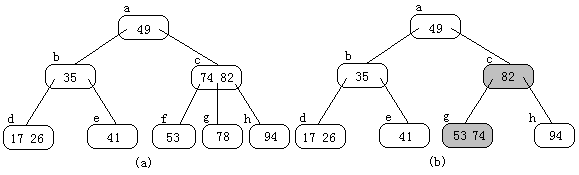 a
49
b
35
c
74 82
d
17 26
e
41
f
53
g
78
h
94
(a)
a
49
b
35
c
82
d
17 26
e
41
g
53 74
h
94
(b)